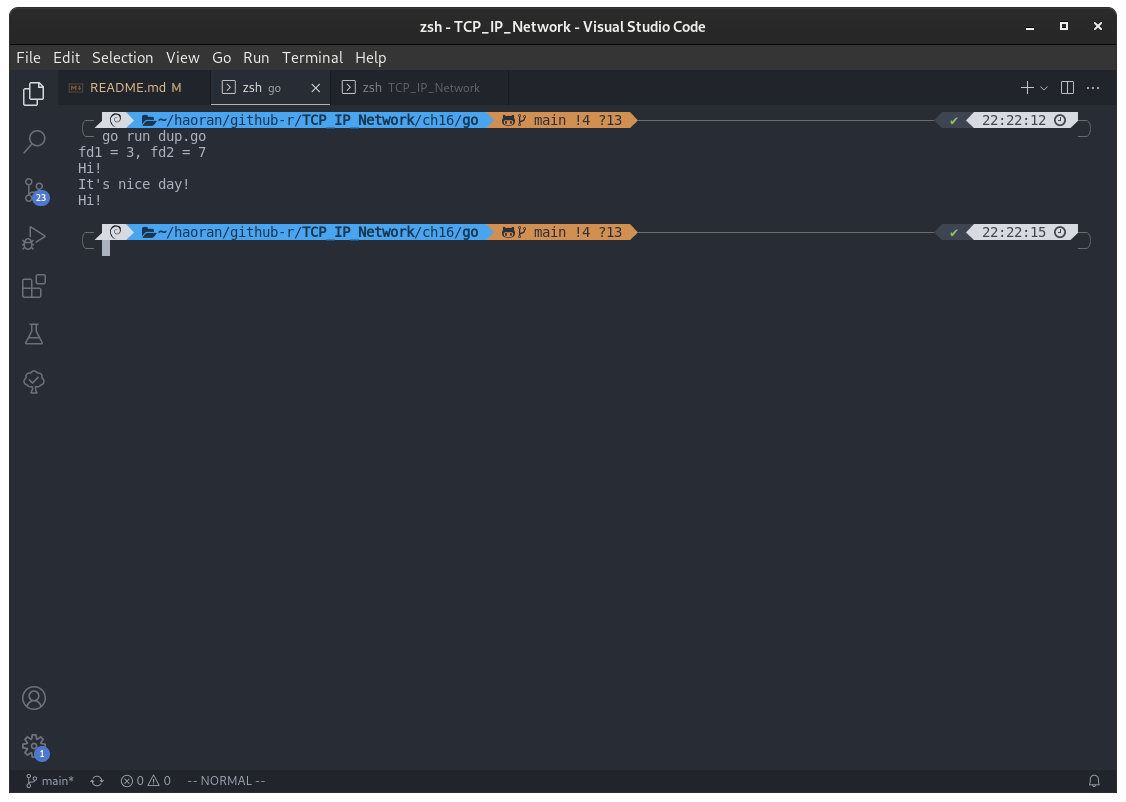 zsh - TCP_IP_Network - Visual Studio Code
File Edit Selection View Go Run Terminal Help
README.md M zsh go zsh TCP_IP_Network
~/haoran/github-r/TCP_IP_Network/ch16/go main !4 ?13 ✔ 22:22:12
go run dup.go
fd1 = 3, fd2 = 7
Hi!
It's nice day!
Hi!
~/haoran/github-r/TCP_IP_Network/ch16/go main !4 ?13 ✔ 22:22:15
23
1
main* 0 0 -- NORMAL --